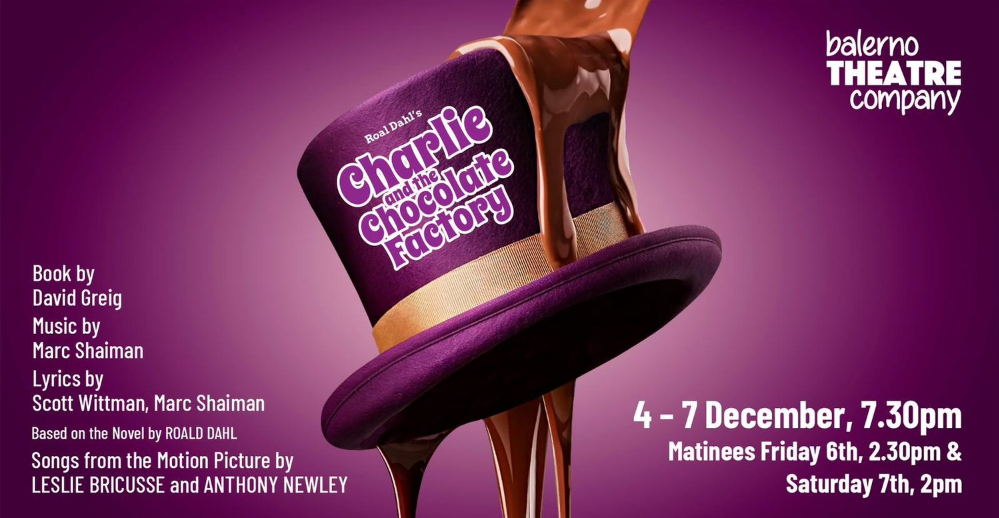 balerno
THEATRE
company
Roal Dahl's
Charlie
and the
Chocolate
Factory
Book by
David Greig
Music by
Marc Shaiman
Lyrics by
Scott Wittman, Marc Shaiman
Based on the Novel by ROALD DAHL
Songs from the Motion Picture by
LESLIE BRICUSSE and ANTHONY NEWLEY
4 – 7 December, 7.30pm
Matinees Friday 6th, 2.30pm &
Saturday 7th, 2pm